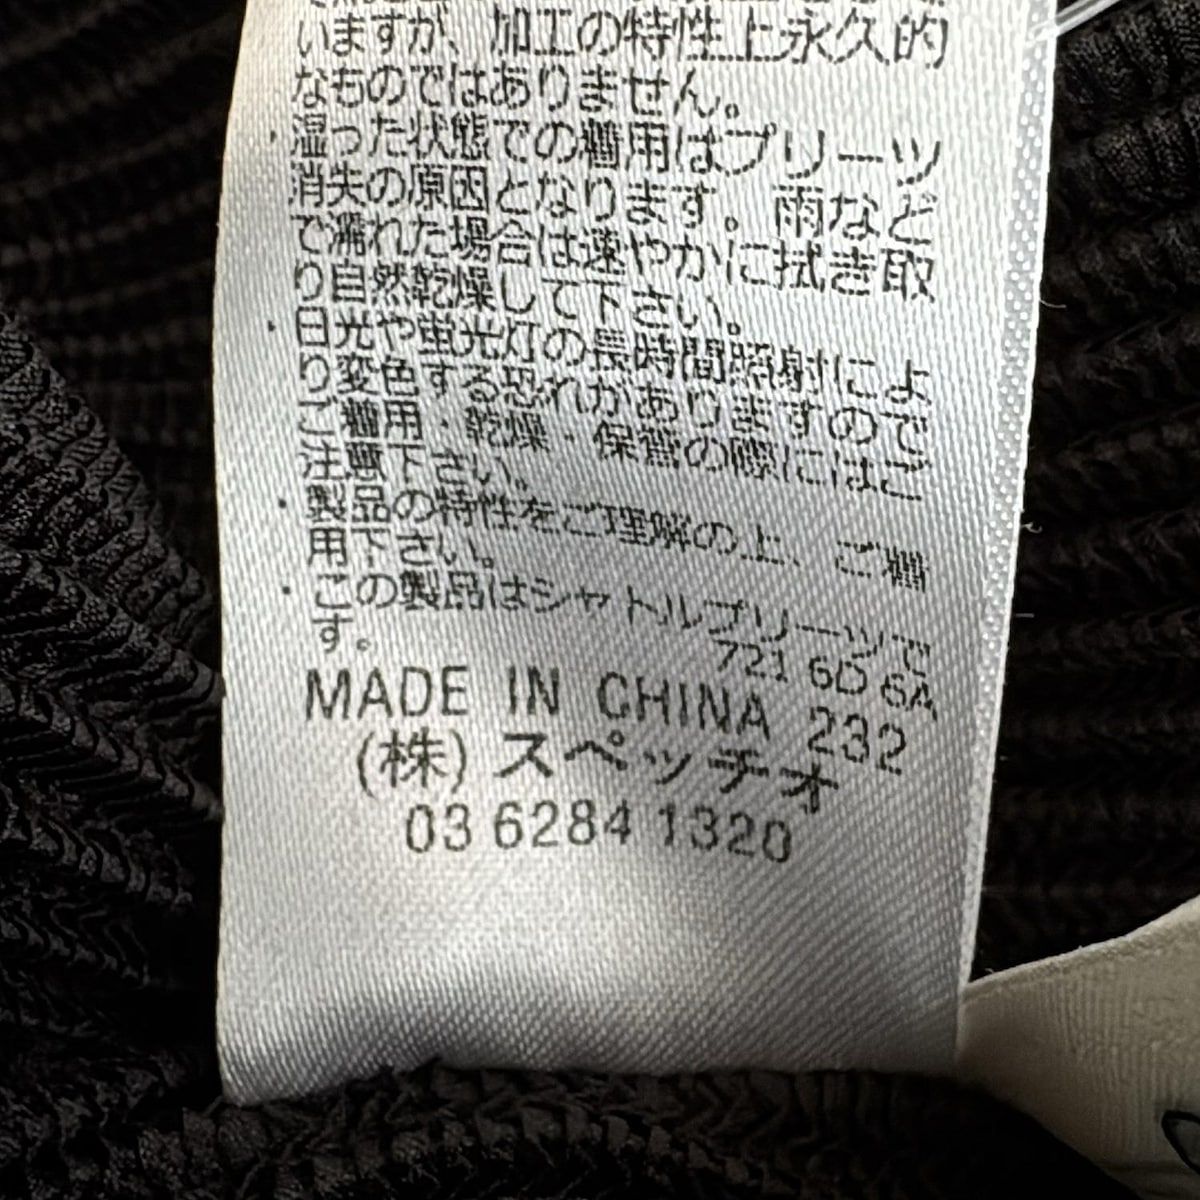 いますが、加工の特性上永久的
なものではありません。
・湿った状態での着用はプリーツ
消失の原因となります。雨など
で濡れた場合は速やかに拭き取
り自然乾燥して下さい。
・日光や蛍光灯の長時間照射によ
り変色する恐れがありますので
ご着用・乾燥・保管の際にはご
注意下さい。
・製品の特性をご理解の上、ご着
用下さい。
・この製品はシャトルプリーツで
す。
721 6D 6A
MADE IN CHINA 232
(株)スペッチオ
03 6284 1320